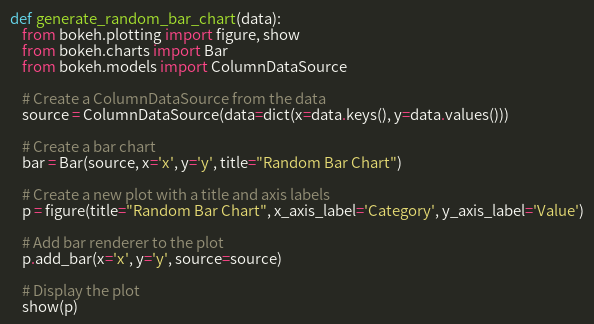 def generate_random_bar_chart(data):
    from bokeh.plotting import figure, show
    from bokeh.charts import Bar
    from bokeh.models import ColumnDataSource

    # Create a ColumnDataSource from the data
    source = ColumnDataSource(data=dict(x=data.keys(), y=data.values()))

    # Create a bar chart
    bar = Bar(source, x='x', y='y', title="Random Bar Chart")

    # Create a new plot with a title and axis labels
    p = figure(title="Random Bar Chart", x_axis_label='Category', y_axis_label='Value')

    # Add bar renderer to the plot
    p.add_bar(x='x', y='y', source=source)

    # Display the plot
    show(p)